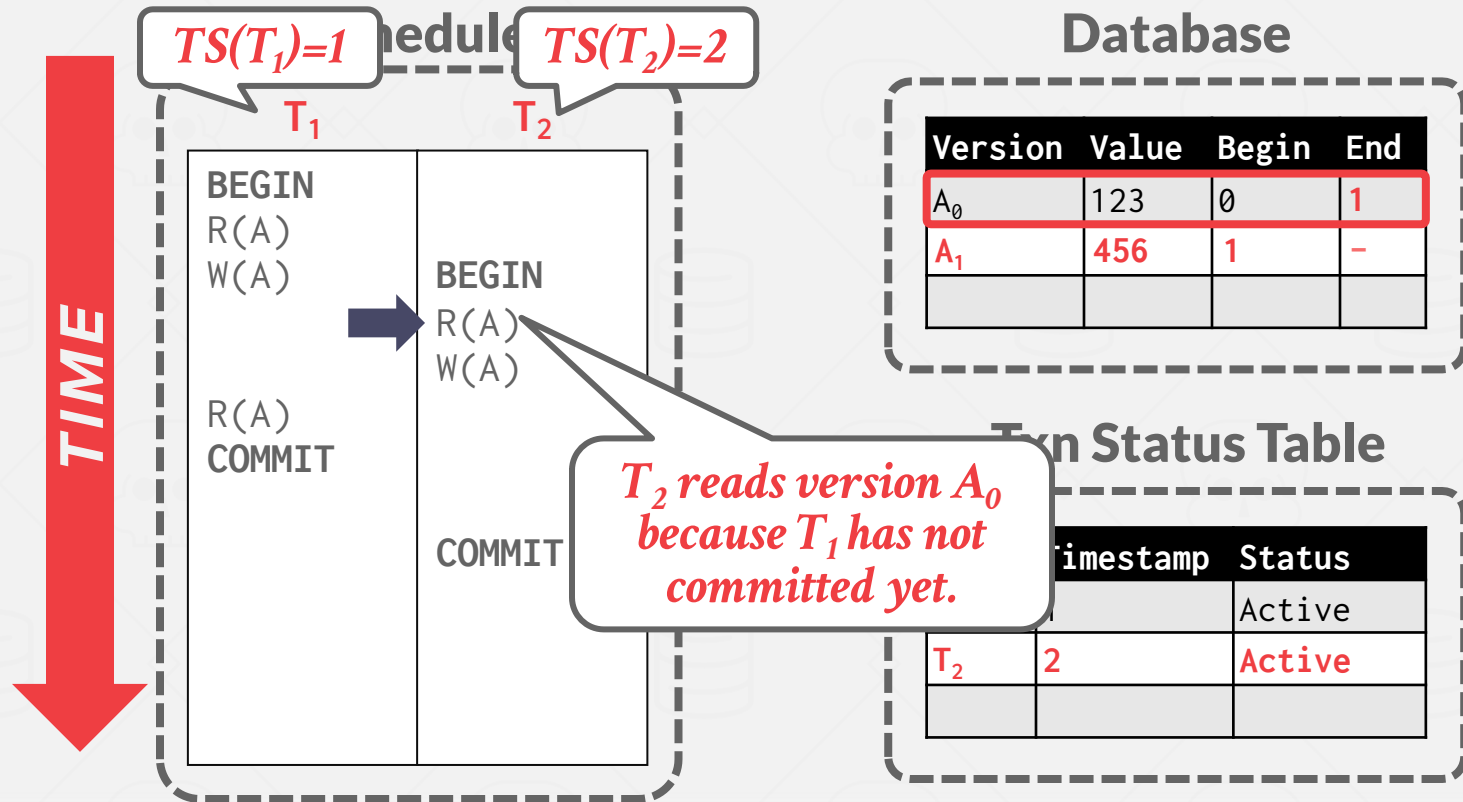 TS(T₁)=1
hedule
TS(T₂)=2
T₁
T₂
TIME
BEGIN
R(A)
W(A)
R(A)
COMMIT
BEGIN
R(A)
W(A)
COMMIT
T₂ reads version A₀
because T₁ has not
committed yet.
Database
Version Value Begin End
A₀ 123 0 1
A₁ 456 1 –
n Status Table
imestamp Status
Active
T₂ 2 Active